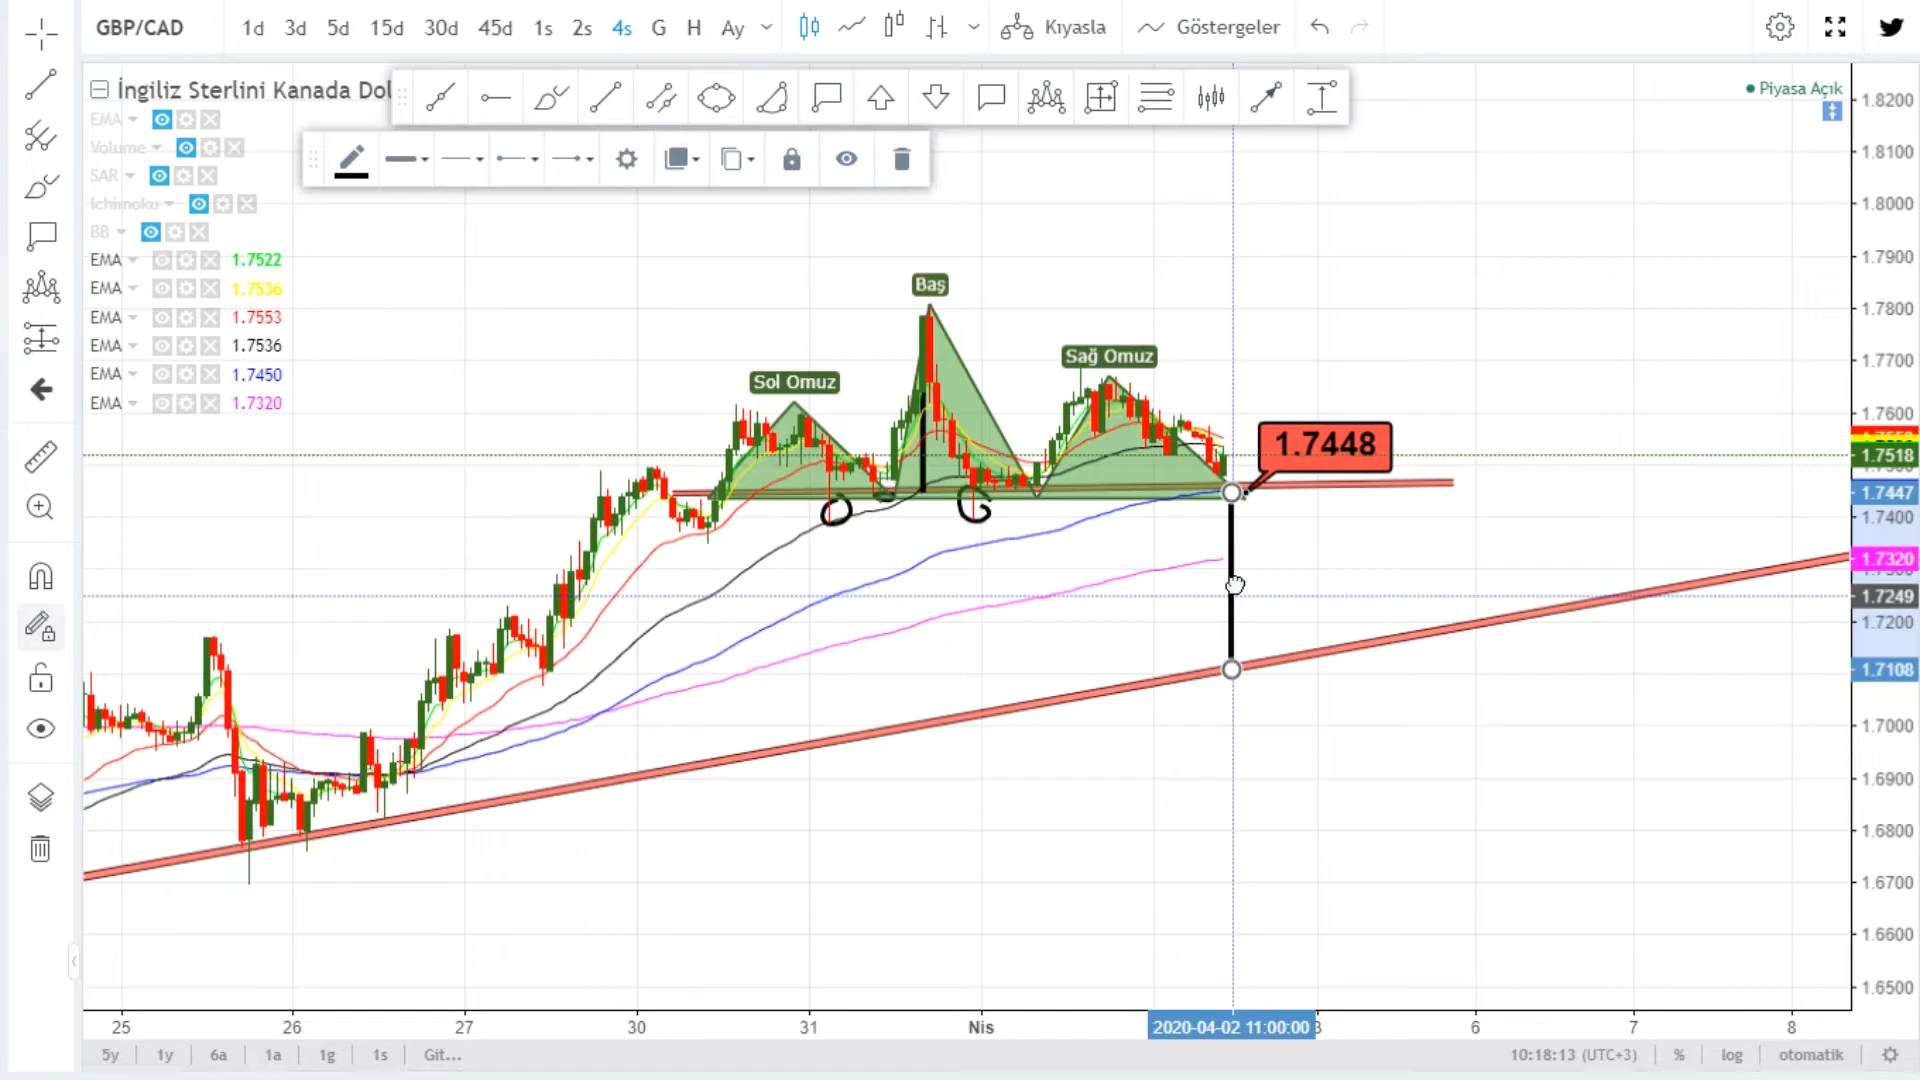 GBP/CAD 1d 3d 5d 15d 30d 45d 1s 2s 4s G H Ay Kıyasla Göstergeler
İngiliz Sterlini Kanada Dol
Piyasa Açık
EMA
Volume
SAR
Ichimoku
BB
EMA 1.7522
EMA 1.7536
EMA 1.7553
EMA 1.7536
EMA 1.7450
EMA 1.7320
Baş
Sağ Omuz
Sol Omuz
1.7448
1.8200
1.8100
1.8000
1.7900
1.7800
1.7700
1.7600
1.7518
1.7447
1.7400
1.7320
1.7249
1.7200
1.7108
1.7000
1.6900
1.6800
1.6700
1.6600
1.6500
25 26 27 30 31 Nis 2020-04-02 11:00:00 3 6 7 8
5y 1y 6a 1a 1g 1s Git... 10:18:13 (UTC+3) % log otomatik